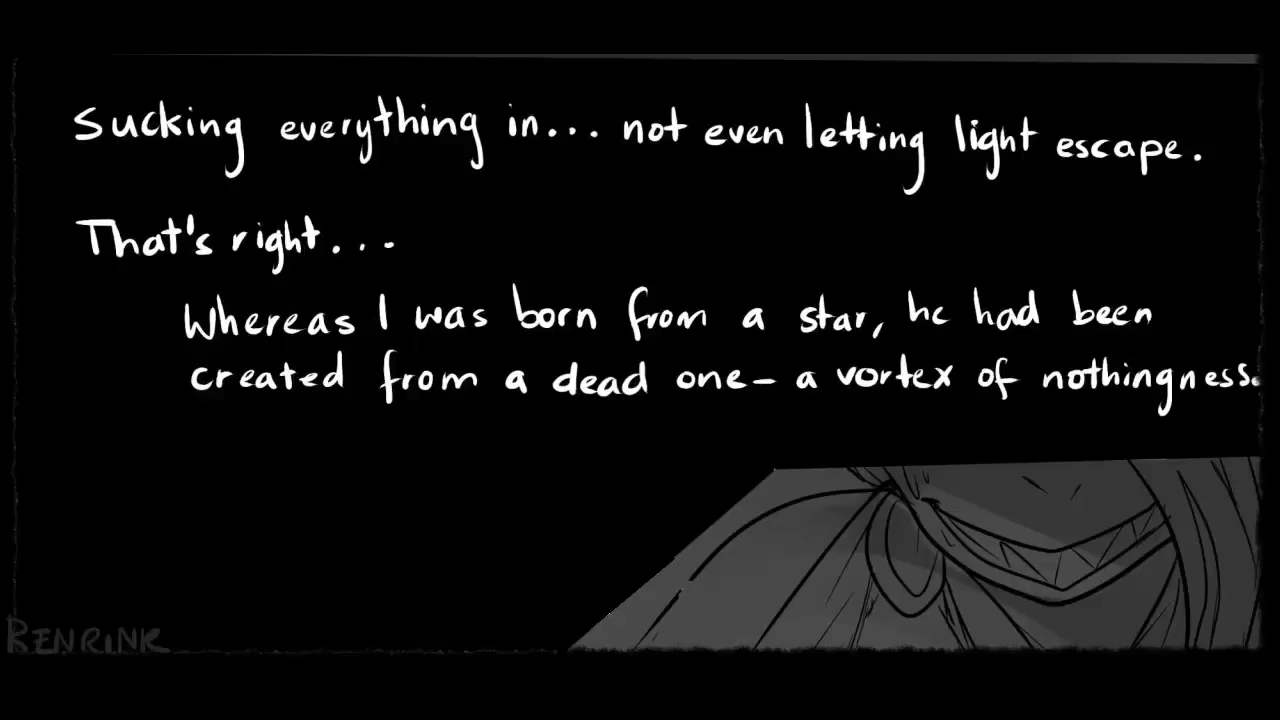 Sucking everything in... not even letting light escape.
That's right...
Whereas I was born from a star, he had been
created from a dead one- a vortex of nothingness.
RENRINK